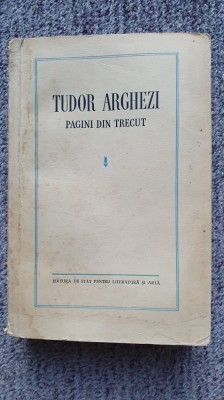 TUDOR ARGHEZI
PAGINI DIN TRECUT
EDITURA DE STAT PENTRU LITERATURĂ ȘI ARTĂ